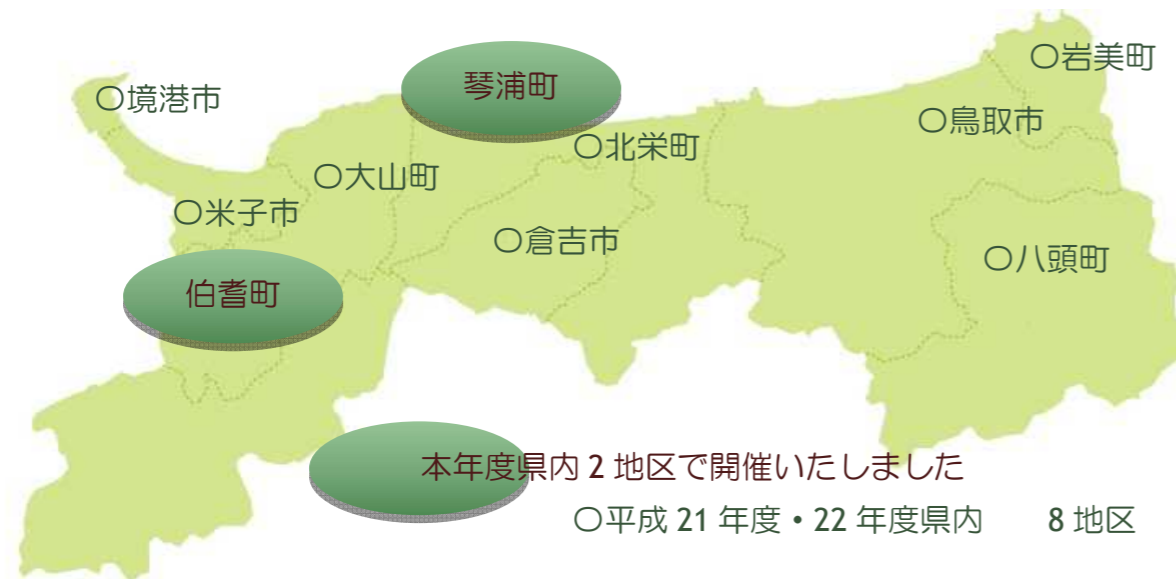 〇岩美町
琴浦町
〇境港市
〇鳥取市
〇北栄町
〇大山町
〇米子市
〇倉吉市
〇八頭町
伯耆町
本年度県内 2 地区で開催いたしました
〇平成 21 年度・22 年度県内 8 地区